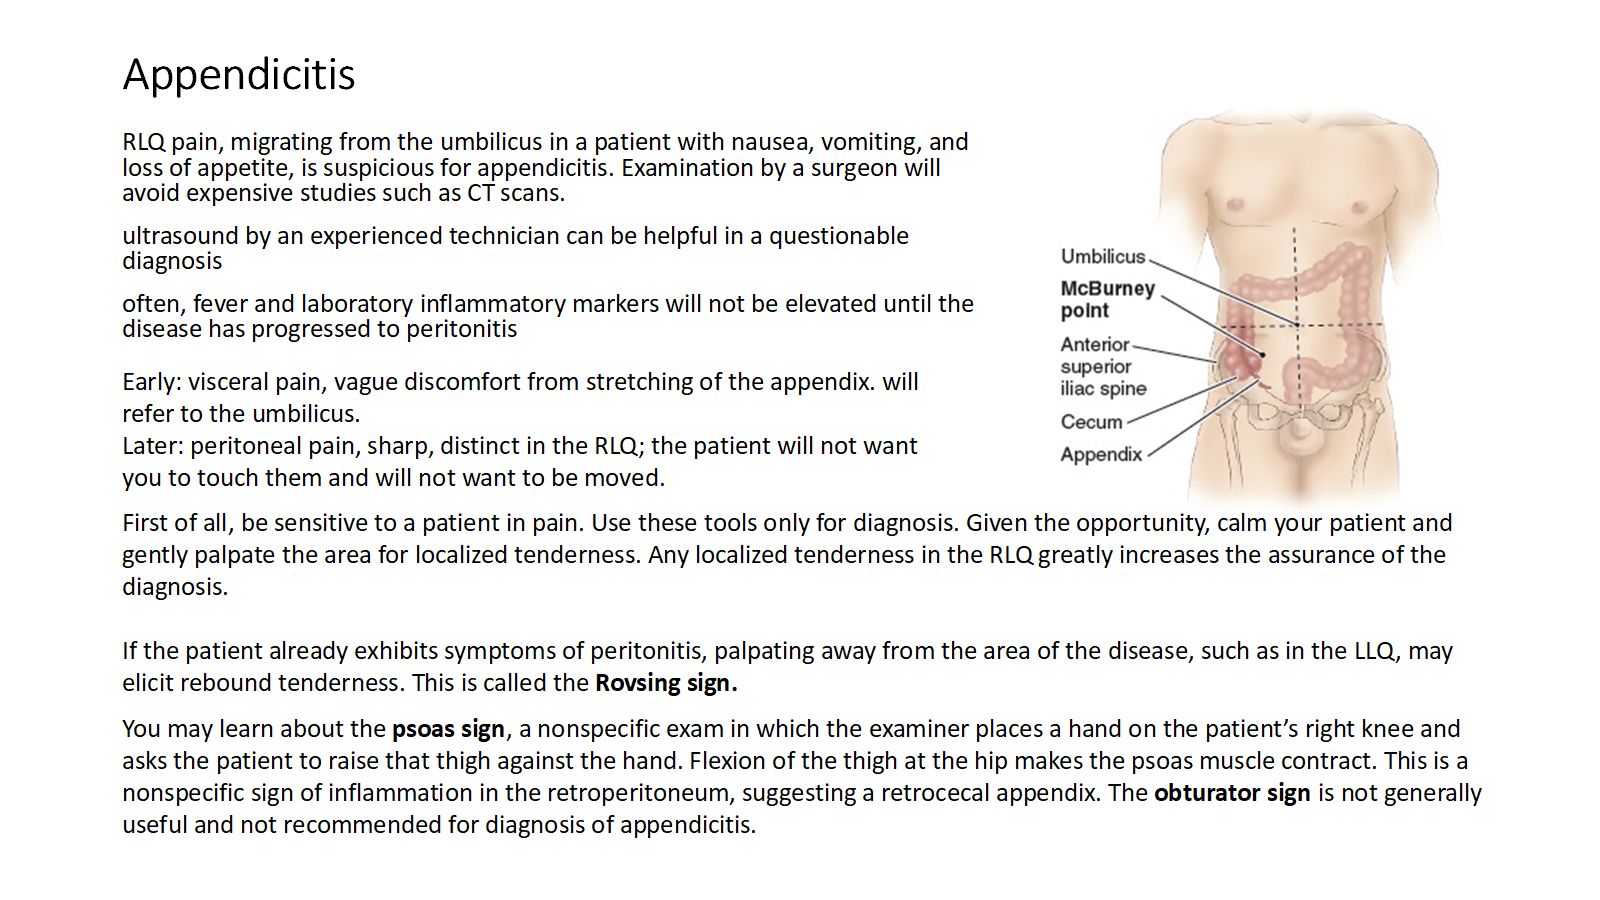 Appendicitis
RLQ pain, migrating from the umbilicus in a patient with nausea, vomiting, and
loss of appetite, is suspicious for appendicitis. Examination by a surgeon will
avoid expensive studies such as CT scans.
ultrasound by an experienced technician can be helpful in a questionable
diagnosis
often, fever and laboratory inflammatory markers will not be elevated until the
disease has progressed to peritonitis
Early: visceral pain, vague discomfort from stretching of the appendix. will
refer to the umbilicus.
Later: peritoneal pain, sharp, distinct in the RLQ; the patient will not want
you to touch them and will not want to be moved.
Umbilicus
McBurney
point
Anterior
superior
iliac spine
Cecum
Appendix
First of all, be sensitive to a patient in pain. Use these tools only for diagnosis. Given the opportunity, calm your patient and
gently palpate the area for localized tenderness. Any localized tenderness in the RLQ greatly increases the assurance of the
diagnosis.
If the patient already exhibits symptoms of peritonitis, palpating away from the area of the disease, such as in the LLQ, may
elicit rebound tenderness. This is called the Rovsing sign.
You may learn about the psoas sign, a nonspecific exam in which the examiner places a hand on the patient’s right knee and
asks the patient to raise that thigh against the hand. Flexion of the thigh at the hip makes the psoas muscle contract. This is a
nonspecific sign of inflammation in the retroperitoneum, suggesting a retrocecal appendix. The obturator sign is not generally
useful and not recommended for diagnosis of appendicitis.